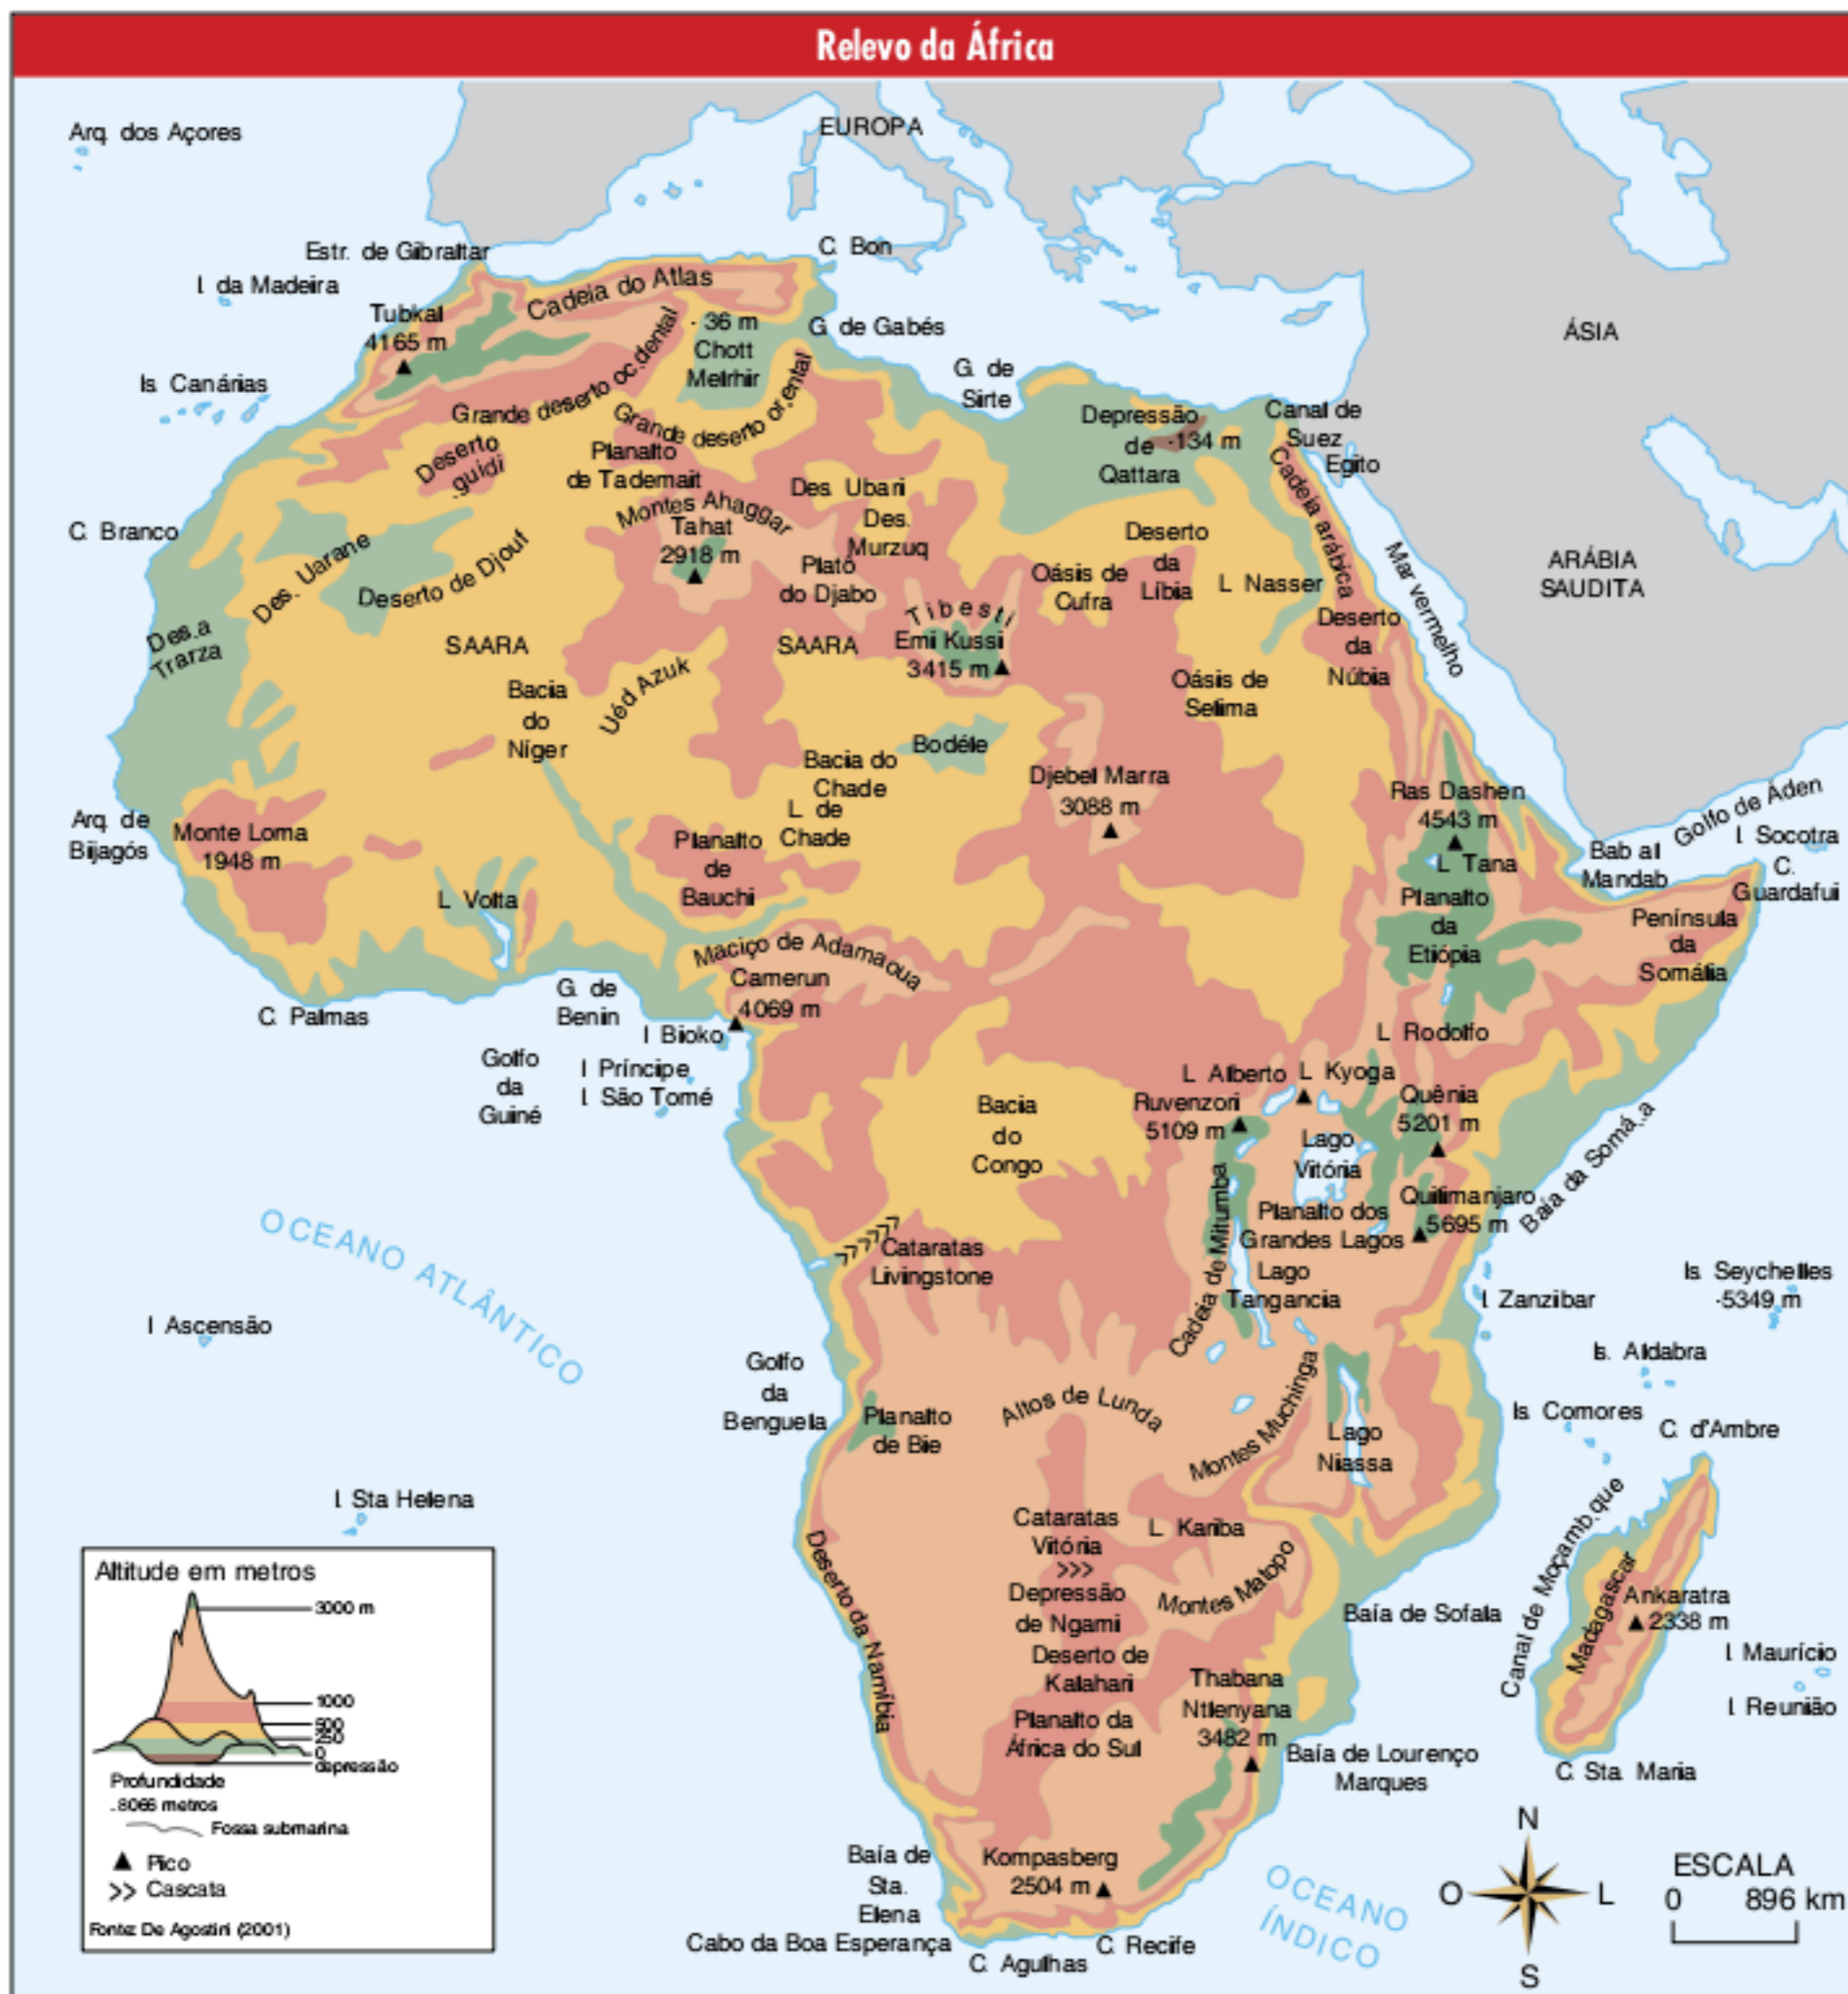 Relevo da África
Arq. dos Açores
EUROPA
Estr. de Gibraltar
C. Bon
I. da Madeira
Cadeia do Atlas
Tubkal
4165 m
- 36 m
Chott
Melrhir
G. de Gabés
ÁSIA
Is. Canárias
G. de
Sirte
Grande deserto oc.dental
Grande deserto or.ental
Depressão
de -134 m
Qattara
Canal de
Suez
Egito
Deserto
.guidi
Planalto
de Tademait
Des. Ubari
Cadeia arábica
Montes Ahaggar
Tahat
2918 m
Des.
Murzuq
C. Branco
Des. Uarane
Deserto de Djouf
Platô
do Djabo
Deserto
da
Líbia
Oásis de
Cufra
L. Nasser
Mar vermelho
ARÁBIA
SAUDITA
Tibesti
Emi Kussi
3415 m
Deserto
da
Núbia
Des.a
Trarza
SAARA
SAARA
Oásis de
Selima
Bacia
do
Níger
Uéd Azuk
Bodéle
Bacia do
Chade
L. de
Chade
Djebel Marra
3088 m
Ras Dashen
4543 m
L. Tana
Golfo de Aden
I. Socotra
Arq. de
Bijagós
Monte Loma
1948 m
Planalto
de
Bauchi
Bab al
Mandab
C.
Guardafui
L. Volta
Planalto
da
Etiópia
Península
da
Somália
Maciço de Adamaoua
Camerun
4069 m
G. de
Benin
C. Palmas
I. Bioko
L. Rodolfo
Golfo
da
Guiné
I. Príncipe
I. São Tomé
L. Alberto
L. Kyoga
Ruvenzori
5109 m
Quênia
5201 m
Bacia
do
Congo
Lago
Vitória
Baía da Somá.a
Quilimanjaro
5695 m
Planalto dos
Grandes Lagos
Cadeia de Mitumba
OCEANO ATLÂNTICO
Cataratas
Livingstone
Lago
Tangancia
Is. Seychelles
-5349 m
I. Zanzibar
I. Ascensão
Is. Aldabra
Golfo
da
Benguela
Planalto
de Bie
Altos de Lunda
Montes Muchinga
Lago
Niassa
Is. Comores
C. d'Ambre
I. Sta Helena
Cataratas
Vitória
L. Kariba
Canal de Moçamb.que
Depressão
de Ngami
Montes Matopo
Baía de Sofala
Madagascar
Ankaratra
2338 m
Deserto da Namíbia
Deserto de
Kalahari
Thabana
Ntlenyana
3482 m
I. Maurício
I. Reunião
Planalto da
África do Sul
Baía de Lourenço
Marques
C. Sta. Maria
Kompasberg
2504 m
Baía de
Sta.
Elena
Cabo da Boa Esperança
C. Agulhas
C. Recife
OCEANO
ÍNDICO
Altitude em metros
3000 m
1000
500
250
0
depressão
Profundidade
-8066 metros
Fossa submarina
Pico
Cascata
Fonte: De Agostini (2001)
N
O
L
S
ESCALA
0 896 km